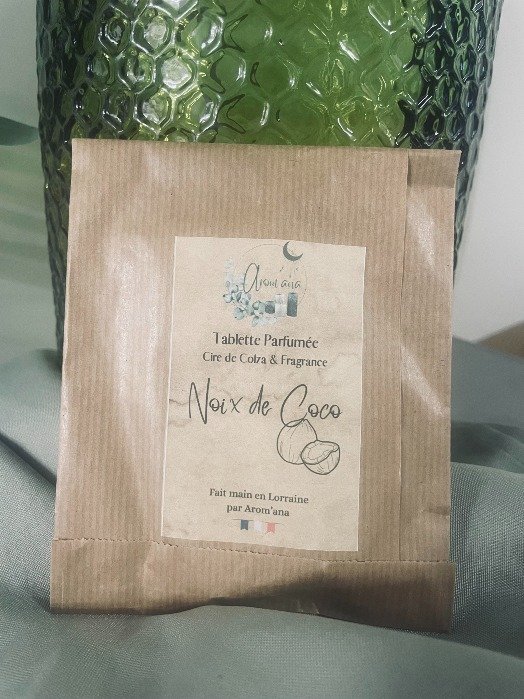 Arom'ana
Tablette Parfumée
Cire de Colza & Fragrance
Noix de Coco
Fait main en Lorraine
par Arom'ana